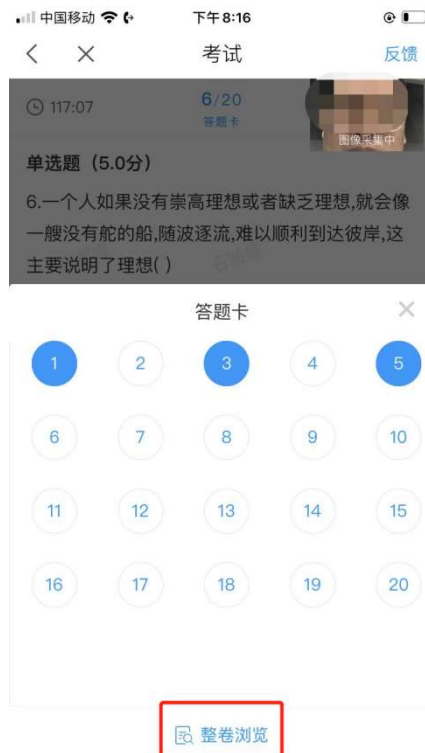 中国移动 下午8:16
考试 反馈
117:07 6/20
答题卡
图像采集中
单选题（5.0分）
6.一个人如果没有崇高理想或者缺乏理想,就会像
一艘没有舵的船,随波逐流,难以顺利到达彼岸,这
主要说明了理想( )
答题卡
1 2 3 4 5
6 7 8 9 10
11 12 13 14 15
16 17 18 19 20
整卷浏览